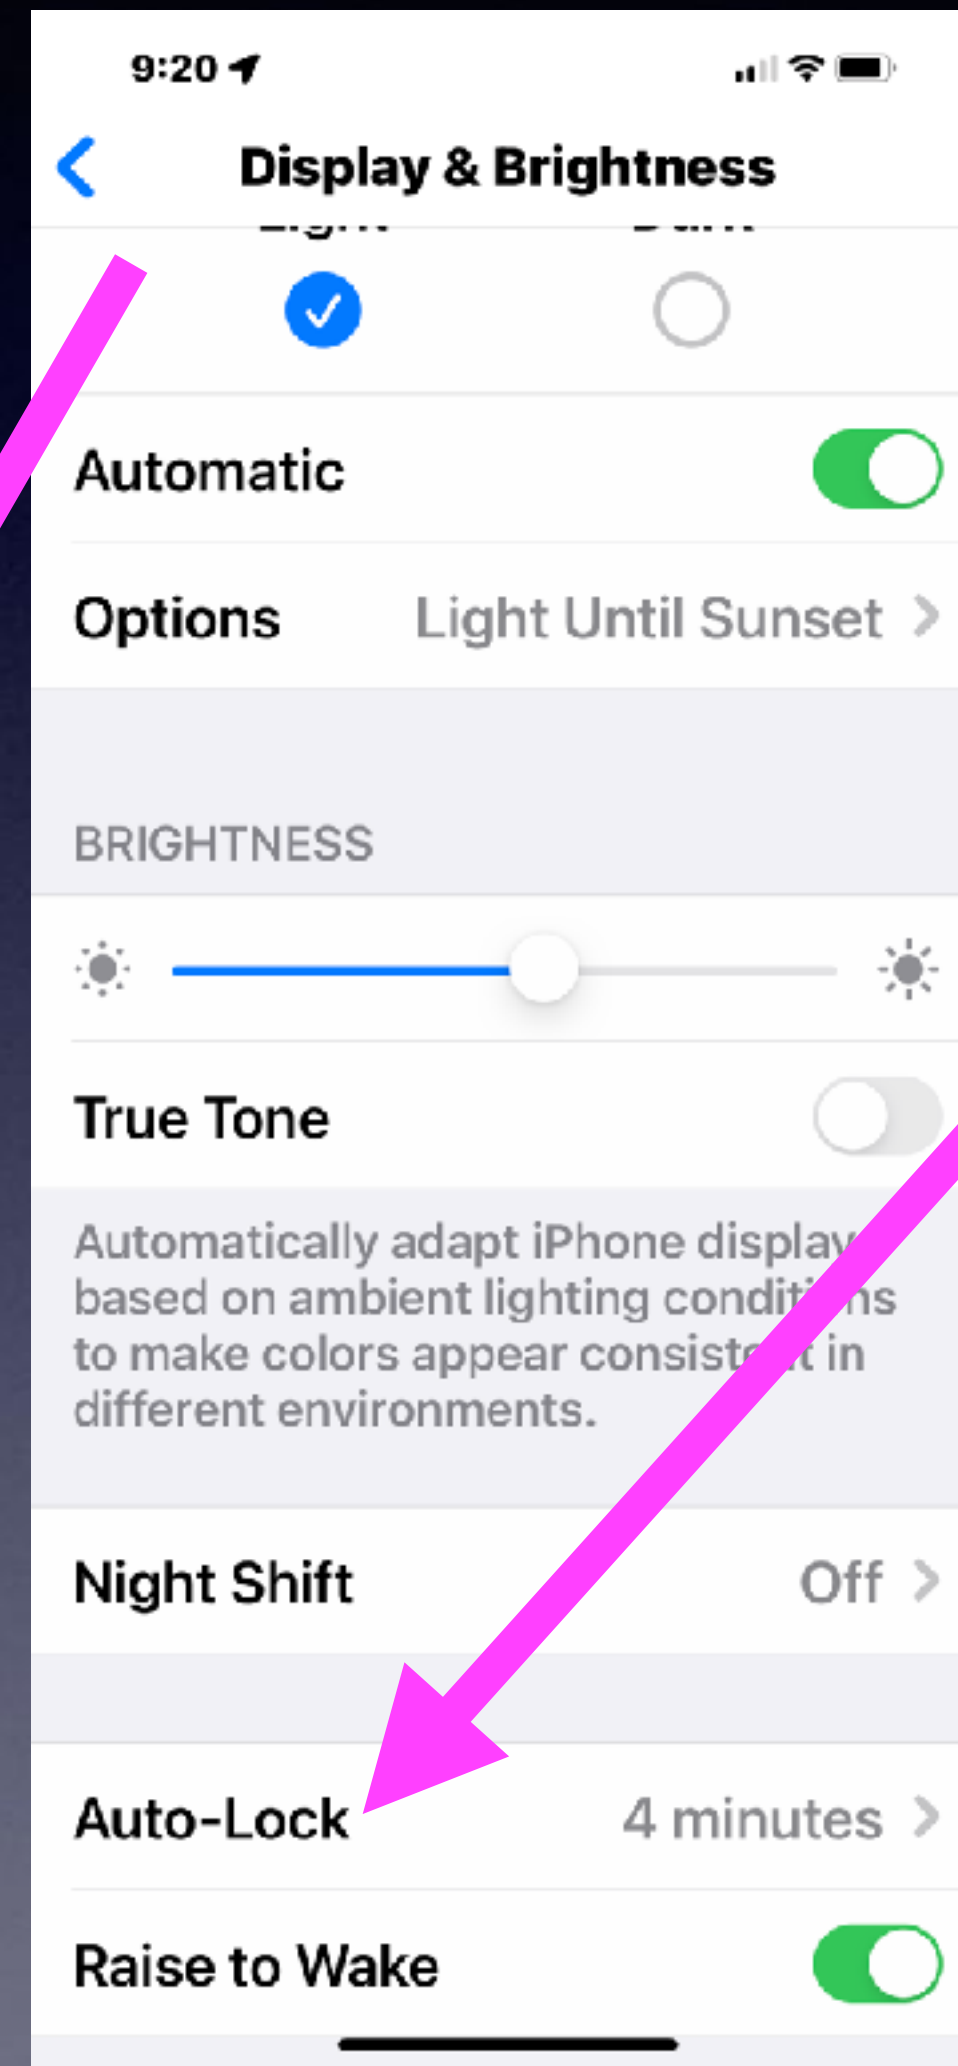 9:20
Display & Brightness
Light Dark
Automatic
Options Light Until Sunset
BRIGHTNESS
True Tone
Automatically adapt iPhone display
based on ambient lighting conditions
to make colors appear consistent in
different environments.
Night Shift Off
Auto-Lock 4 minutes
Raise to Wake